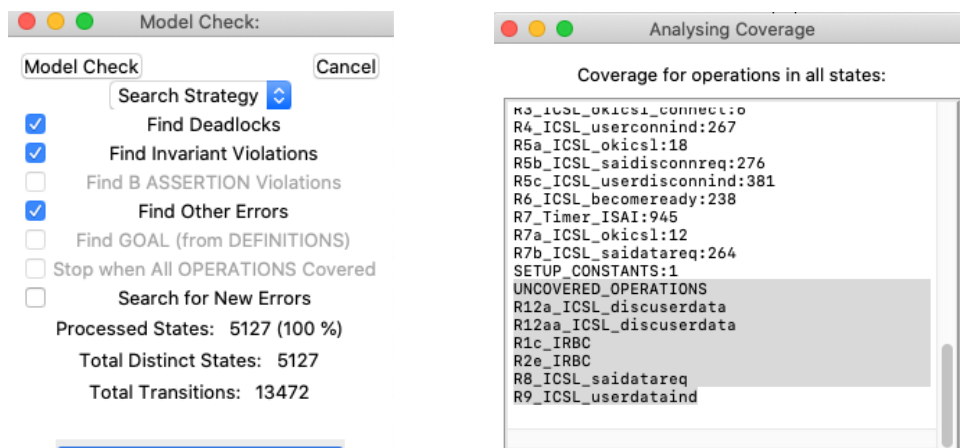 Model Check:
Model Check
Cancel
Search Strategy
Find Deadlocks
Find Invariant Violations
Find B ASSERTION Violations
Find Other Errors
Find GOAL (from DEFINITIONS)
Stop when All OPERATIONS Covered
Search for New Errors
Processed States: 5127 (100 %)
Total Distinct States: 5127
Total Transitions: 13472
Analysing Coverage
Coverage for operations in all states:
R3_ICSL_okicsl_connect:6
R4_ICSL_userconnind:267
R5a_ICSL_okicsl:18
R5b_ICSL_saidisconnreq:276
R5c_ICSL_userdisconnind:381
R6_ICSL_becomeready:238
R7_Timer_ISAI:945
R7a_ICSL_okicsl:12
R7b_ICSL_saidatareq:264
SETUP_CONSTANTS:1
UNCOVERED_OPERATIONS
R12a_ICSL_discuserdata
R12aa_ICSL_discuserdata
R1c_IRBC
R2e_IRBC
R8_ICSL_saidatareq
R9_ICSL_userdataind